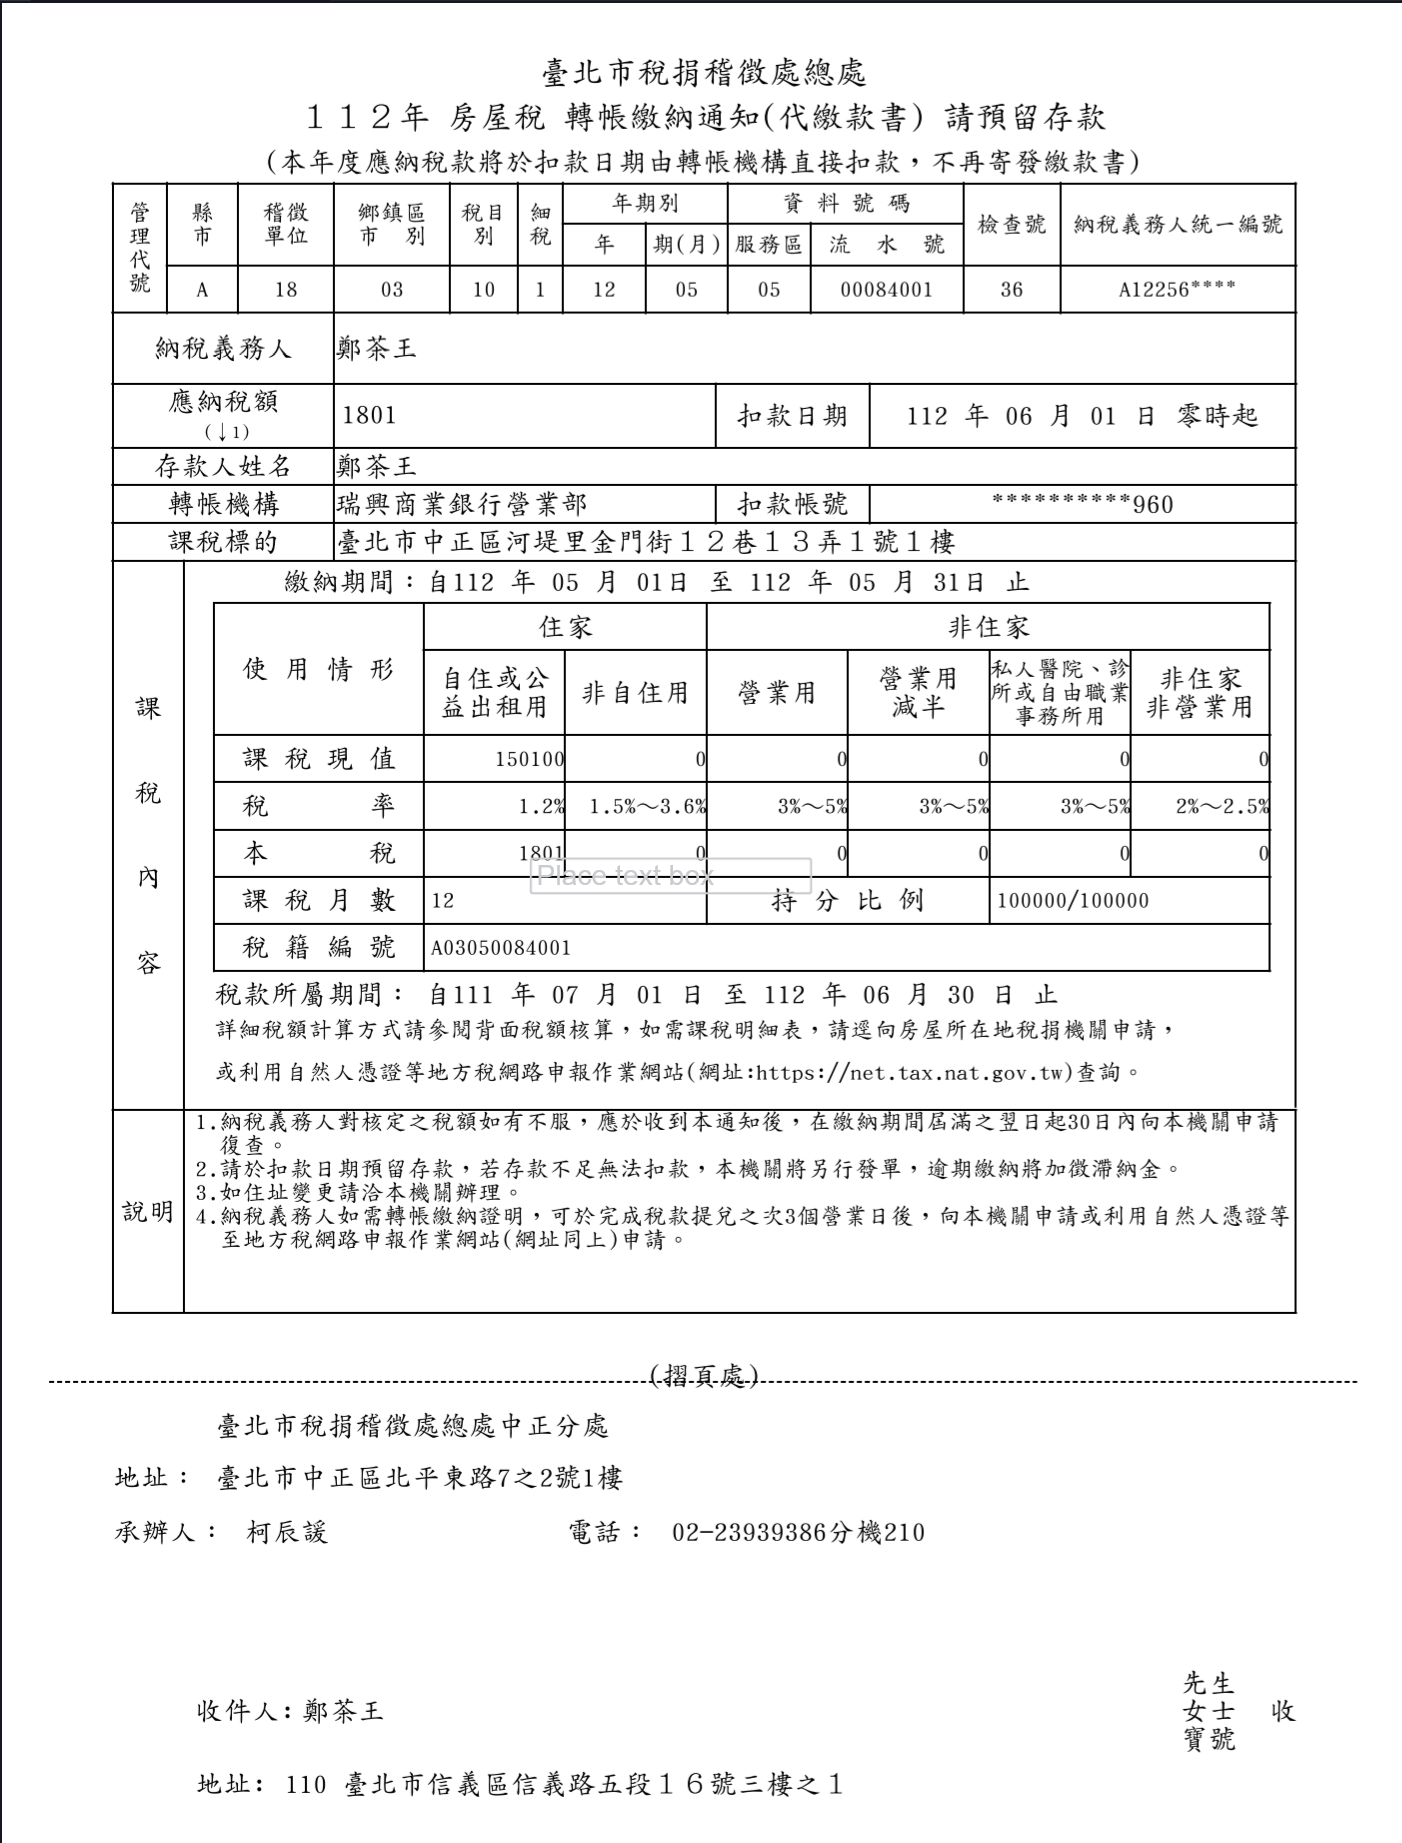 臺北市稅捐稽徵處總處
１１２年 房屋稅 轉帳繳納通知(代繳款書) 請預留存款
(本年度應納稅款將於扣款日期由轉帳機構直接扣款，不再寄發繳款書)
管理代號 縣市 稽徵單位 鄉鎮區市別 稅目別 細稅 年期別 資料號碼 檢查號 納稅義務人統一編號
年 期(月) 服務區 流水號
A 18 03 10 1 12 05 05 00084001 36 A12256****
納稅義務人 鄭茶王
應納稅額 (↓1) 1801 扣款日期 112 年 06 月 01 日 零時起
存款人姓名 鄭茶王
轉帳機構 瑞興商業銀行營業部 扣款帳號 **********960
課稅標的 臺北市中正區河堤里金門街１２巷１３弄１號１樓
課稅內容
繳納期間：自112 年 05 月 01日 至 112 年 05 月 31日 止
使用情形 住家 非住家
自住或公益出租用 非自住用 營業用 營業用減半 私人醫院、診所或自由職業事務所用 非住家非營業用
課稅現值 150100 0 0 0 0 0
稅率 1.2% 1.5%～3.6% 3%～5% 3%～5% 3%～5% 2%～2.5%
本稅 1801 0 0 0 0 0
Place text box
課稅月數 12 持分比例 100000/100000
稅籍編號 A03050084001
稅款所屬期間： 自111 年 07 月 01 日 至 112 年 06 月 30 日 止
詳細稅額計算方式請參閱背面稅額核算，如需課稅明細表，請逕向房屋所在地稅捐機關申請，
或利用自然人憑證等地方稅網路申報作業網站(網址:https://net.tax.nat.gov.tw)查詢。
說明
1.納稅義務人對核定之稅額如有不服，應於收到本通知後，在繳納期間屆滿之翌日起30日內向本機關申請
復查。
2.請於扣款日期預留存款，若存款不足無法扣款，本機關將另行發單，逾期繳納將加徵滯納金。
3.如住址變更請洽本機關辦理。
4.納稅義務人如需轉帳繳納證明，可於完成稅款提兌之次3個營業日後，向本機關申請或利用自然人憑證等
至地方稅網路申報作業網站(網址同上)申請。
(摺頁處)
臺北市稅捐稽徵處總處中正分處
地址： 臺北市中正區北平東路7之2號1樓
承辦人： 柯辰諼 電話： 02-23939386分機210
收件人:鄭茶王 先生 女士 寶號 收
地址: 110 臺北市信義區信義路五段１６號三樓之１